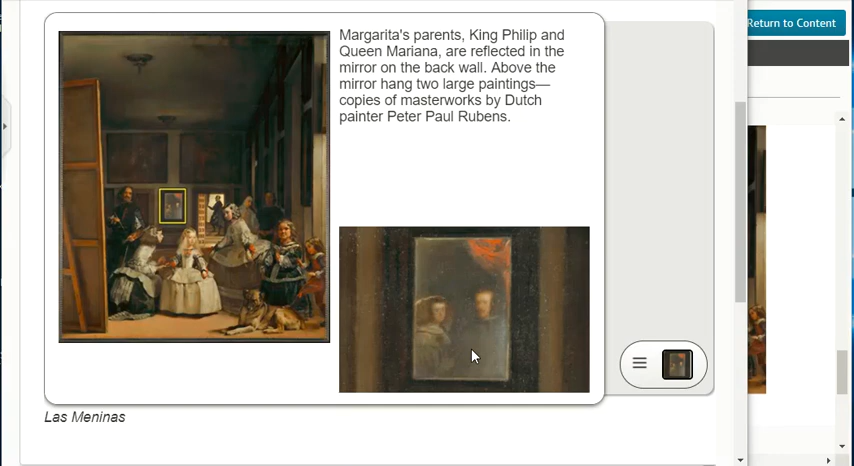 Return to Content
Margarita's parents, King Philip and
Queen Mariana, are reflected in the
mirror on the back wall. Above the
mirror hang two large paintings—
copies of masterworks by Dutch
painter Peter Paul Rubens.
Las Meninas